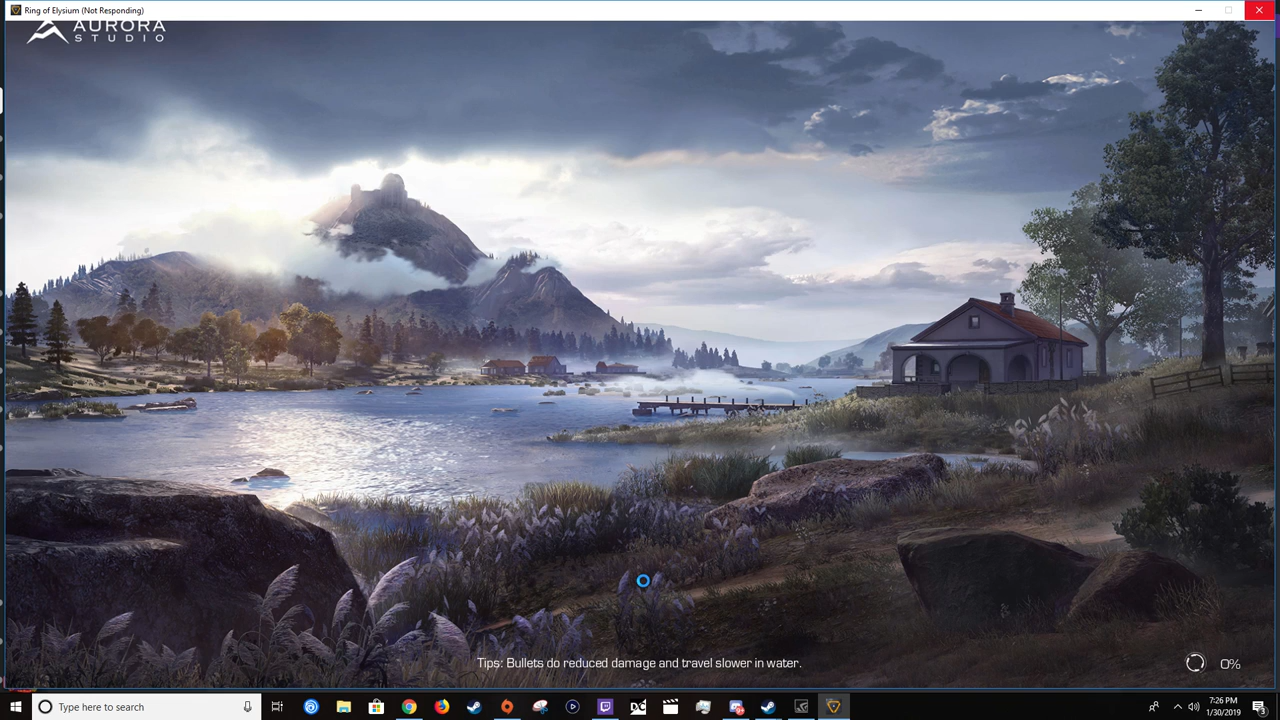 Ring of Elysium (Not Responding)
AURORA
STUDIO
Tips: Bullets do reduced damage and travel slower in water.
0%
Type here to search
7:26 PM
1/30/2019
3